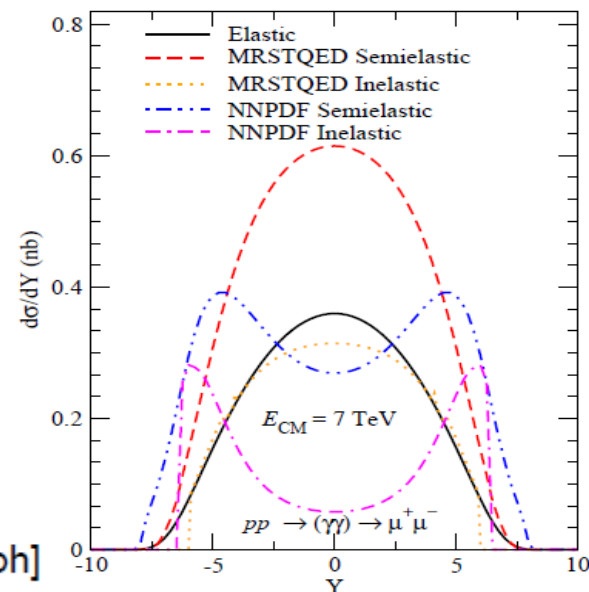 0.8
Elastic
MRSTQED Semielastic
MRSTQED Inelastic
NNPDF Semielastic
NNPDF Inelastic
0.6
dσ/dY (nb)
0.4
0.2
E_CM = 7 TeV
pp → (γγ) → μ⁺μ⁻
0
-10 -5 0 5 10
Y
ph]